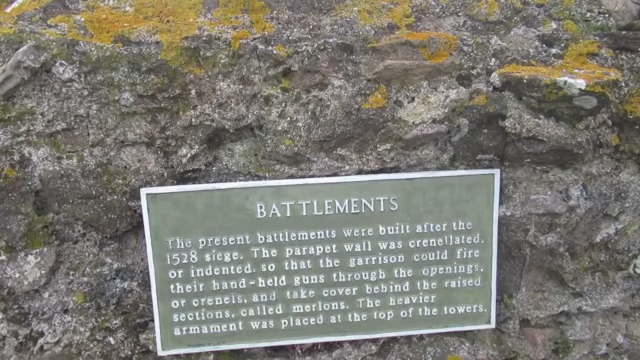 BATTLEMENTS
The present battlements were built after the
1528 siege. The parapet wall was crenellated,
or indented, so that the garrison could fire
their hand-held guns through the openings,
or crenels, and take cover behind the raised
sections, called merlons. The heavier
armament was placed at the top of the towers.